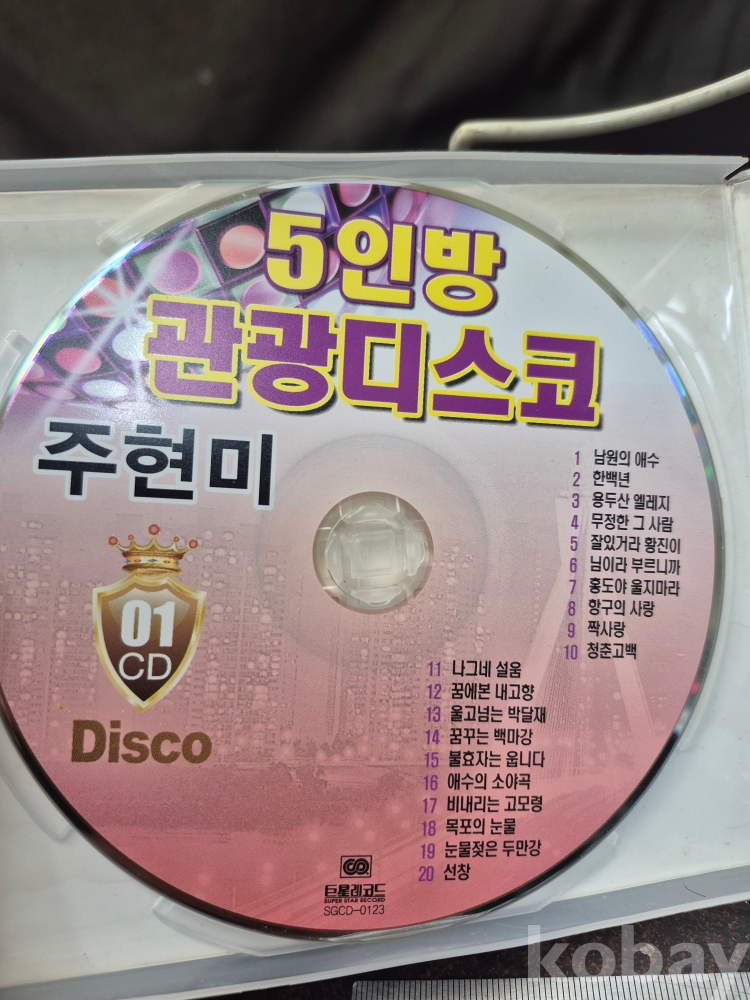 5인방
관광디스코
주현미
01
CD
Disco
1 남원의 애수
2 한백년
3 용두산 엘레지
4 무정한 그 사람
5 잘있거라 황진이
6 님이라 부르니까
7 홍도야 울지마라
8 항구의 사랑
9 짝사랑
10 청춘고백
11 나그네 설움
12 꿈에본 내고향
13 울고넘는 박달재
14 꿈꾸는 백마강
15 불효자는 웁니다
16 애수의 소야곡
17 비내리는 고모령
18 목포의 눈물
19 눈물젖은 두만강
20 선창
巨星레코드
SUPER STAR RECORD
SGCD-0123
kobay